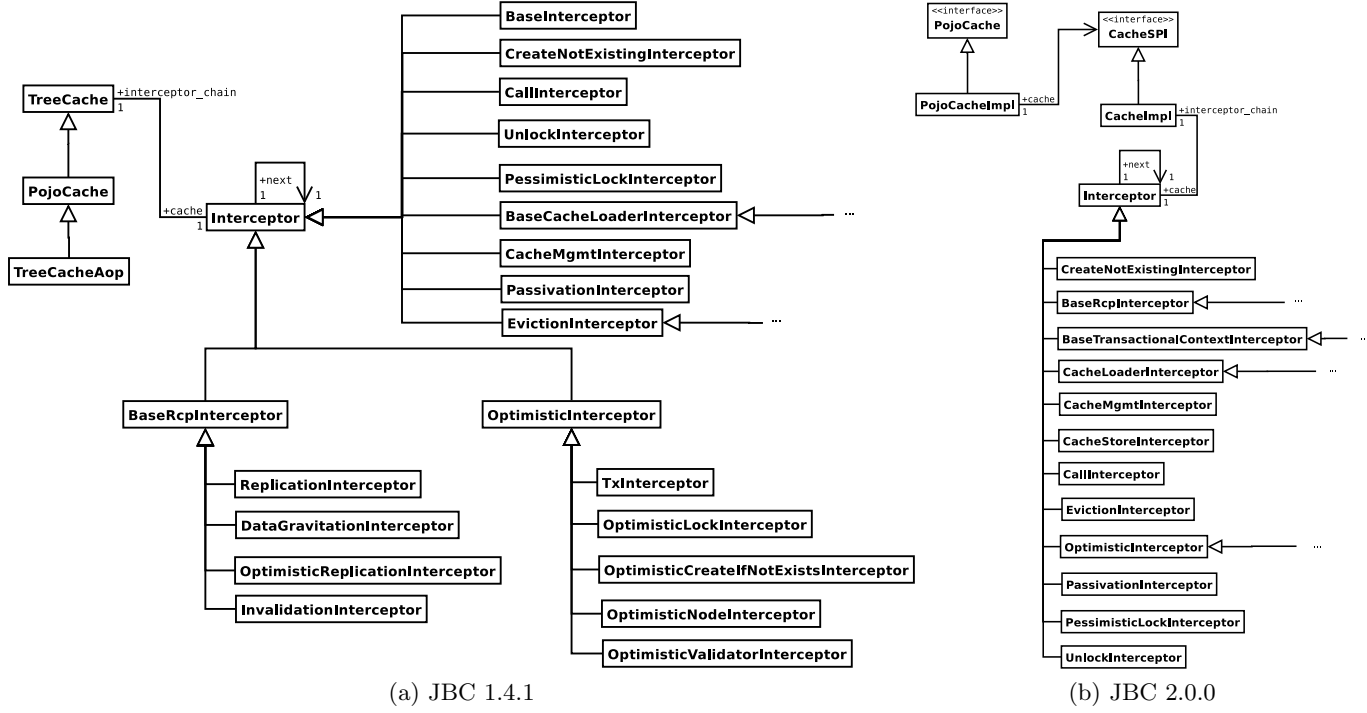 BaseInterceptor
CreateNotExistingInterceptor
CallInterceptor
UnlockInterceptor
PessimisticLockInterceptor
BaseCacheLoaderInterceptor
...
CacheMgmtInterceptor
PassivationInterceptor
EvictionInterceptor
...
TreeCache
+interceptor_chain
1
PojoCache
TreeCacheAop
+next
1
1
+cache
1
Interceptor
BaseRcpInterceptor
OptimisticInterceptor
ReplicationInterceptor
DataGravitationInterceptor
OptimisticReplicationInterceptor
InvalidationInterceptor
TxInterceptor
OptimisticLockInterceptor
OptimisticCreateIfNotExistsInterceptor
OptimisticNodeInterceptor
OptimisticValidatorInterceptor
(a) JBC 1.4.1
<<interface>>
PojoCache
<<interface>>
CacheSPI
PojoCacheImpl
+cache
1
CacheImpl
+interceptor_chain
1
+next
1
1
Interceptor
+cache
1
CreateNotExistingInterceptor
BaseRcpInterceptor
...
BaseTransactionalContextInterceptor
...
CacheLoaderInterceptor
...
CacheMgmtInterceptor
CacheStoreInterceptor
CallInterceptor
EvictionInterceptor
OptimisticInterceptor
...
PassivationInterceptor
PessimisticLockInterceptor
UnlockInterceptor
(b) JBC 2.0.0